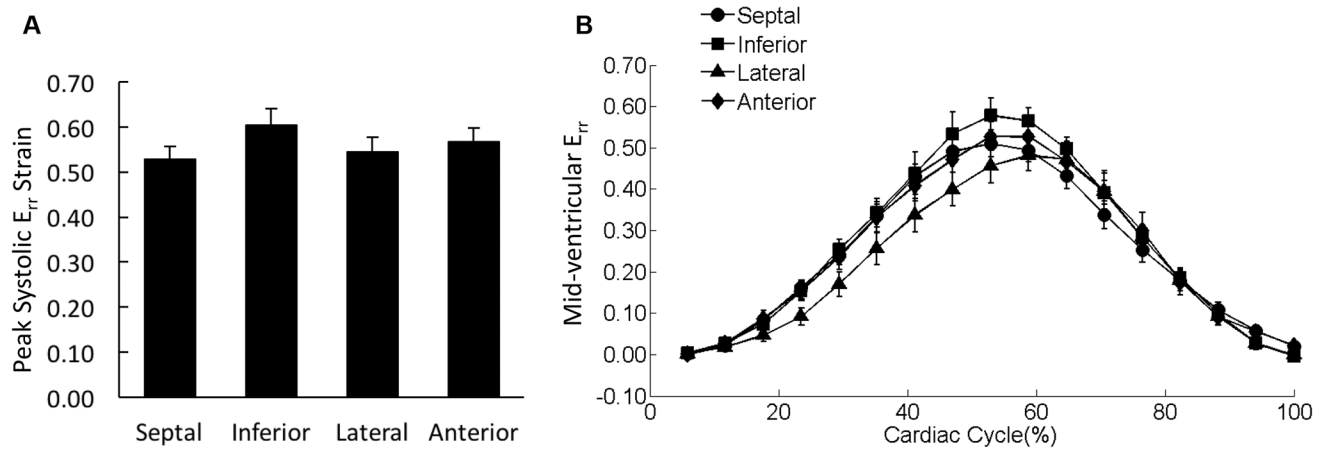 A
Peak Systolic Err Strain
0.70
0.60
0.50
0.40
0.30
0.20
0.10
0.00
Septal Inferior Lateral Anterior
B
Septal
Inferior
Lateral
Anterior
Mid-ventricular Err
0.70
0.60
0.50
0.40
0.30
0.20
0.10
0.00
-0.10
0 20 40 60 80 100
Cardiac Cycle(%)